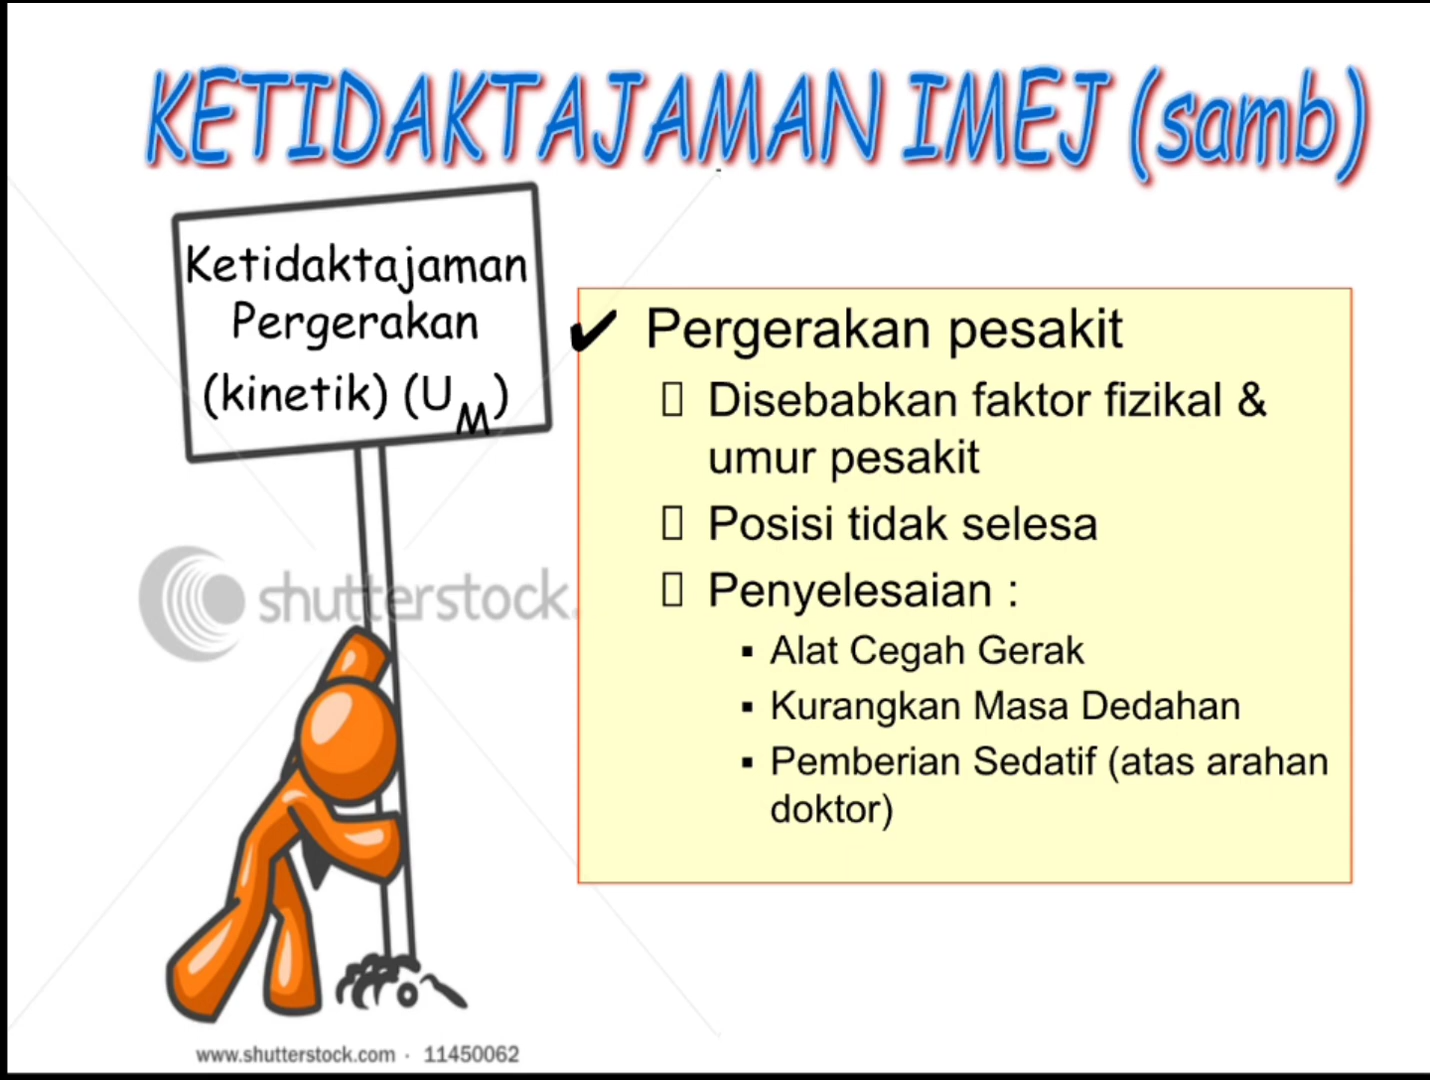 KETIDAKTAJAMAN IMEJ (samb)
Ketidaktajaman
Pergerakan
(kinetik) (U M)
✔ Pergerakan pesakit
Disebabkan faktor fizikal &
umur pesakit
Posisi tidak selesa
Penyelesaian :
▪ Alat Cegah Gerak
▪ Kurangkan Masa Dedahan
▪ Pemberian Sedatif (atas arahan
doktor)
shutterstock.
www.shutterstock.com · 11450062